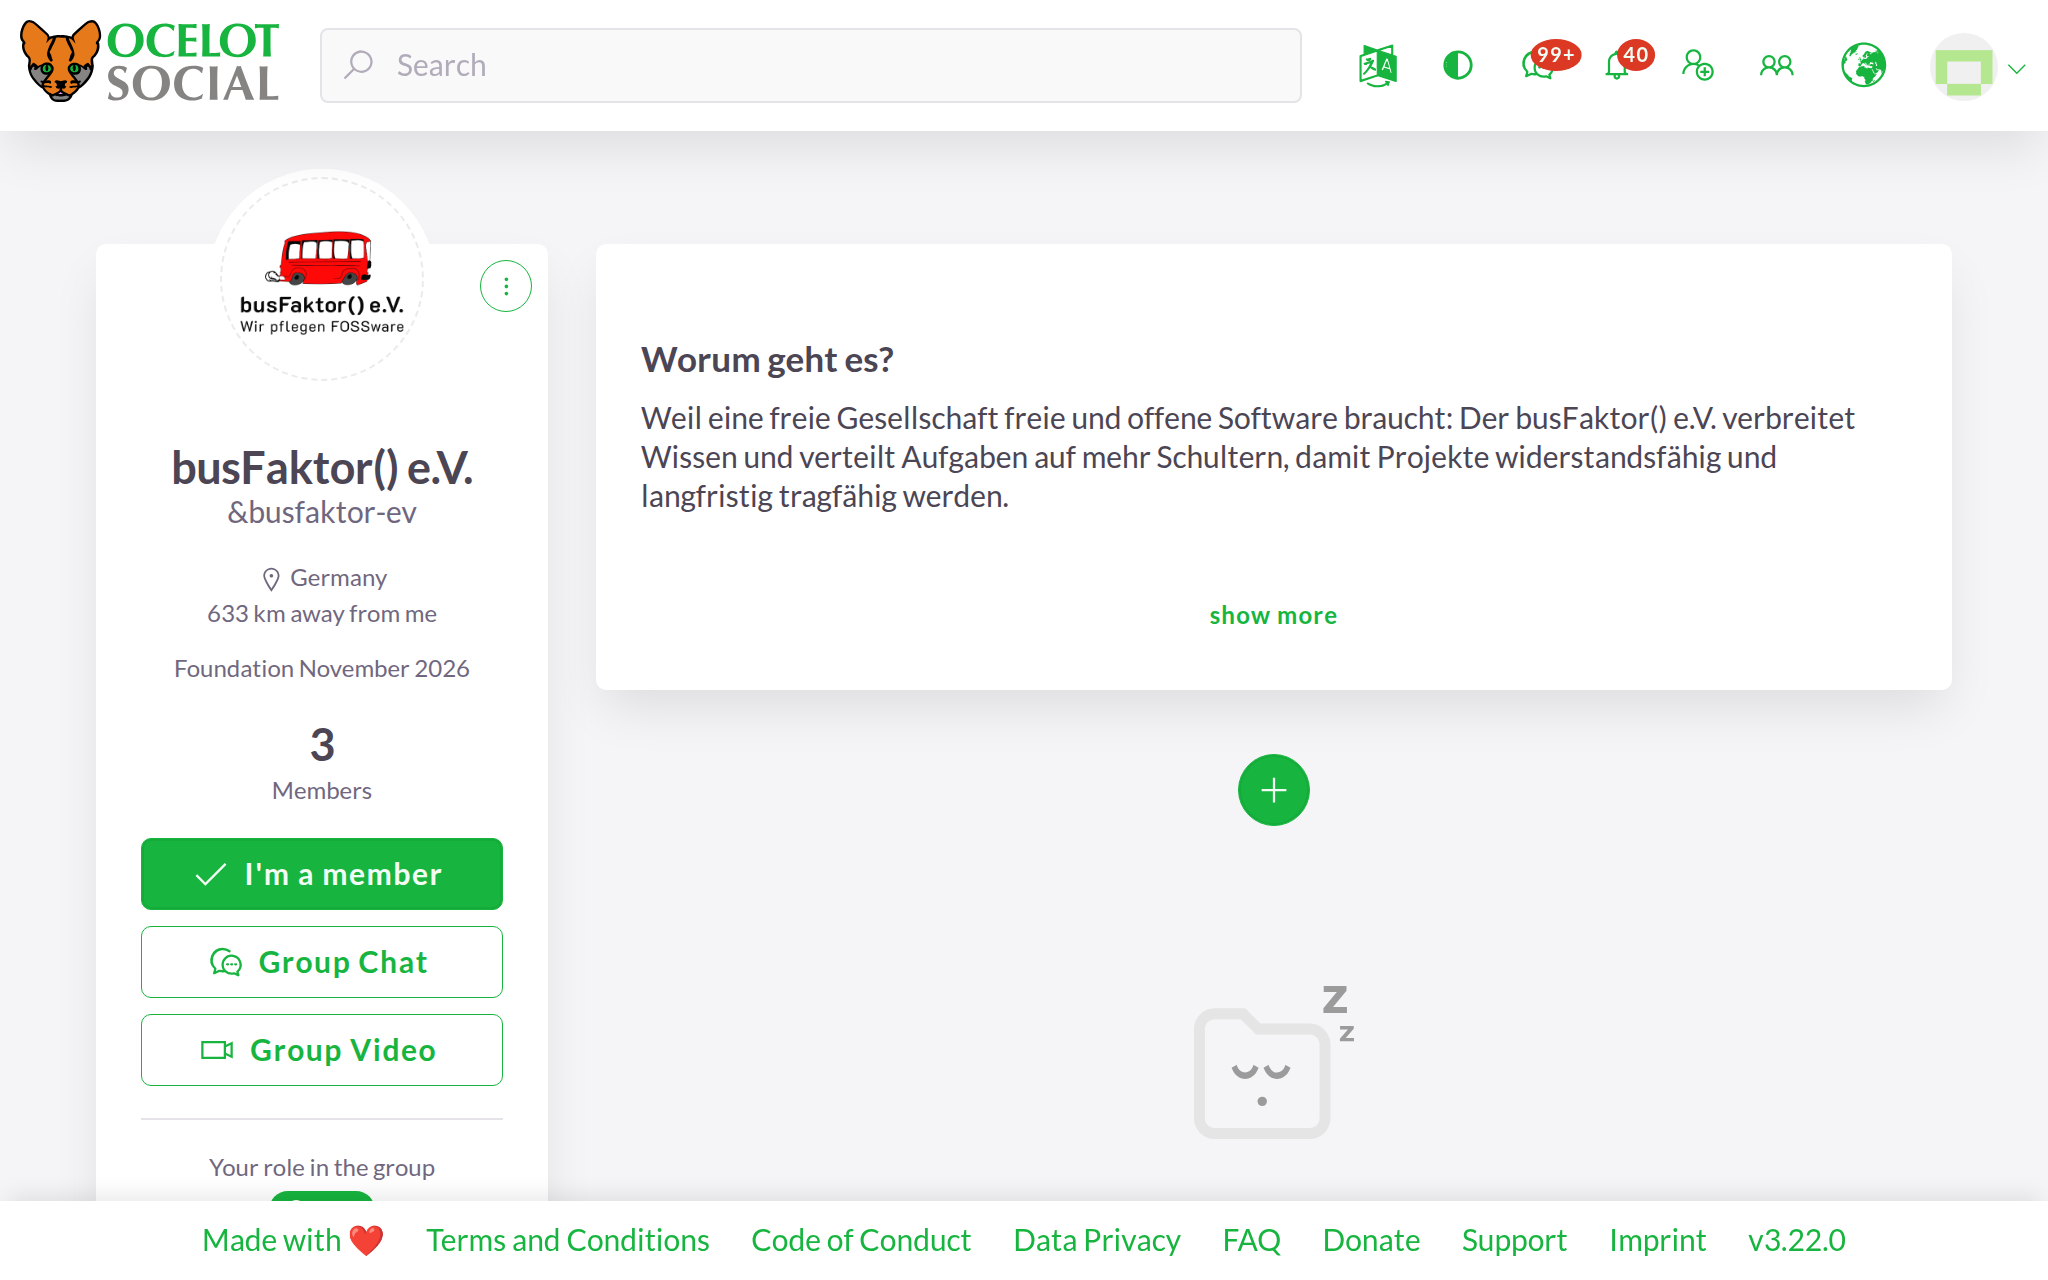 OCELOT
SOCIAL
Search
99+
40
busFaktor() e.V.
Wir pflegen FOSSware
busFaktor() e.V.
&busfaktor-ev
Germany
633 km away from me
Foundation November 2026
3
Members
I'm a member
Group Chat
Group Video
Your role in the group
Worum geht es?
Weil eine freie Gesellschaft freie und offene Software braucht: Der busFaktor() e.V. verbreitet
Wissen und verteilt Aufgaben auf mehr Schultern, damit Projekte widerstandsfähig und
langfristig tragfähig werden.
show more
z
z
Made with ❤️
Terms and Conditions
Code of Conduct
Data Privacy
FAQ
Donate
Support
Imprint
v3.22.0